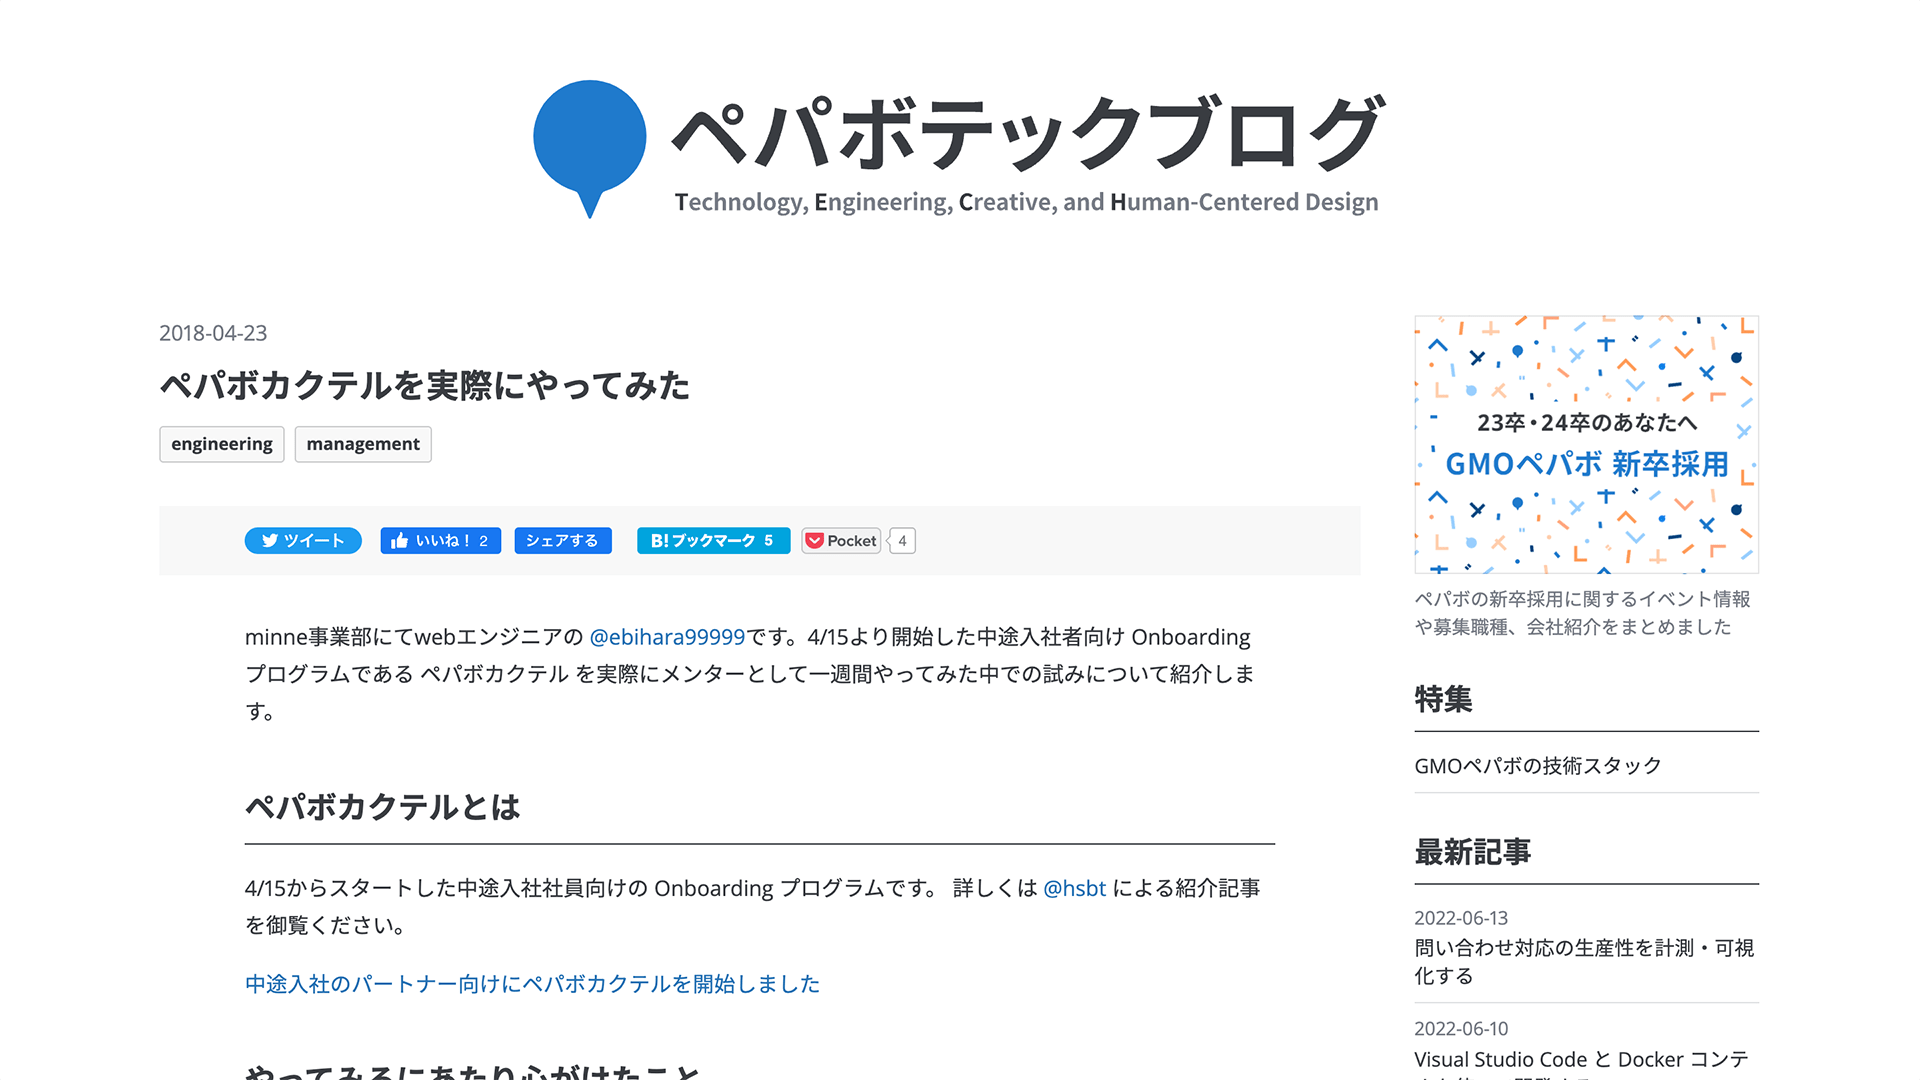 ペパボテックブログ
Technology, Engineering, Creative, and Human-Centered Design
2018-04-23
ペパボカクテルを実際にやってみた
engineering management
ツイート いいね！ 2 シェアする B! ブックマーク 5 Pocket 4
minne事業部にてwebエンジニアの @ebihara99999です。4/15より開始した中途入社者向け Onboarding
プログラムである ペパボカクテル を実際にメンターとして一週間やってみた中での試みについて紹介しま
す。
ペパボカクテルとは
4/15からスタートした中途入社社員向けの Onboarding プログラムです。 詳しくは @hsbt による紹介記事
を御覧ください。
中途入社のパートナー向けにペパボカクテルを開始しました
やってみるにあたり心がけたこと
23卒・24卒のあなたへ
GMOペパボ 新卒採用
ペパボの新卒採用に関するイベント情報
や募集職種、会社紹介をまとめました
特集
GMOペパボの技術スタック
最新記事
2022-06-13
問い合わせ対応の生産性を計測・可視
化する
2022-06-10
Visual Studio Code と Docker コンテ